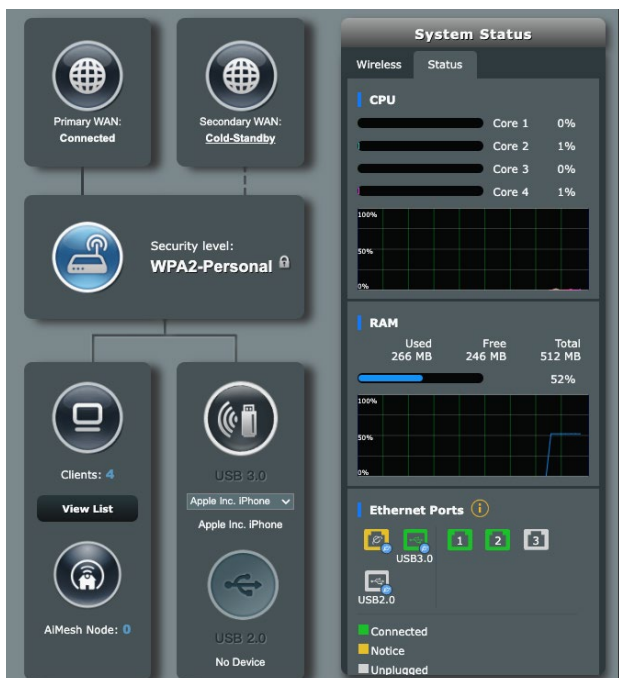 Primary WAN:
Connected
Secondary WAN:
Cold-Standby
Security level:
WPA2-Personal
Clients: 4
View List
AiMesh Node: 0
USB 3.0
Apple Inc. iPhone
Apple Inc. iPhone
USB 2.0
No Device
System Status
Wireless Status
CPU
Core 1 0%
Core 2 1%
Core 3 0%
Core 4 1%
100%
50%
0%
RAM
Used Free Total
266 MB 246 MB 512 MB
52%
100%
50%
0%
Ethernet Ports i
1 2 3
USB3.0
USB2.0
Connected
Notice
Unplugged